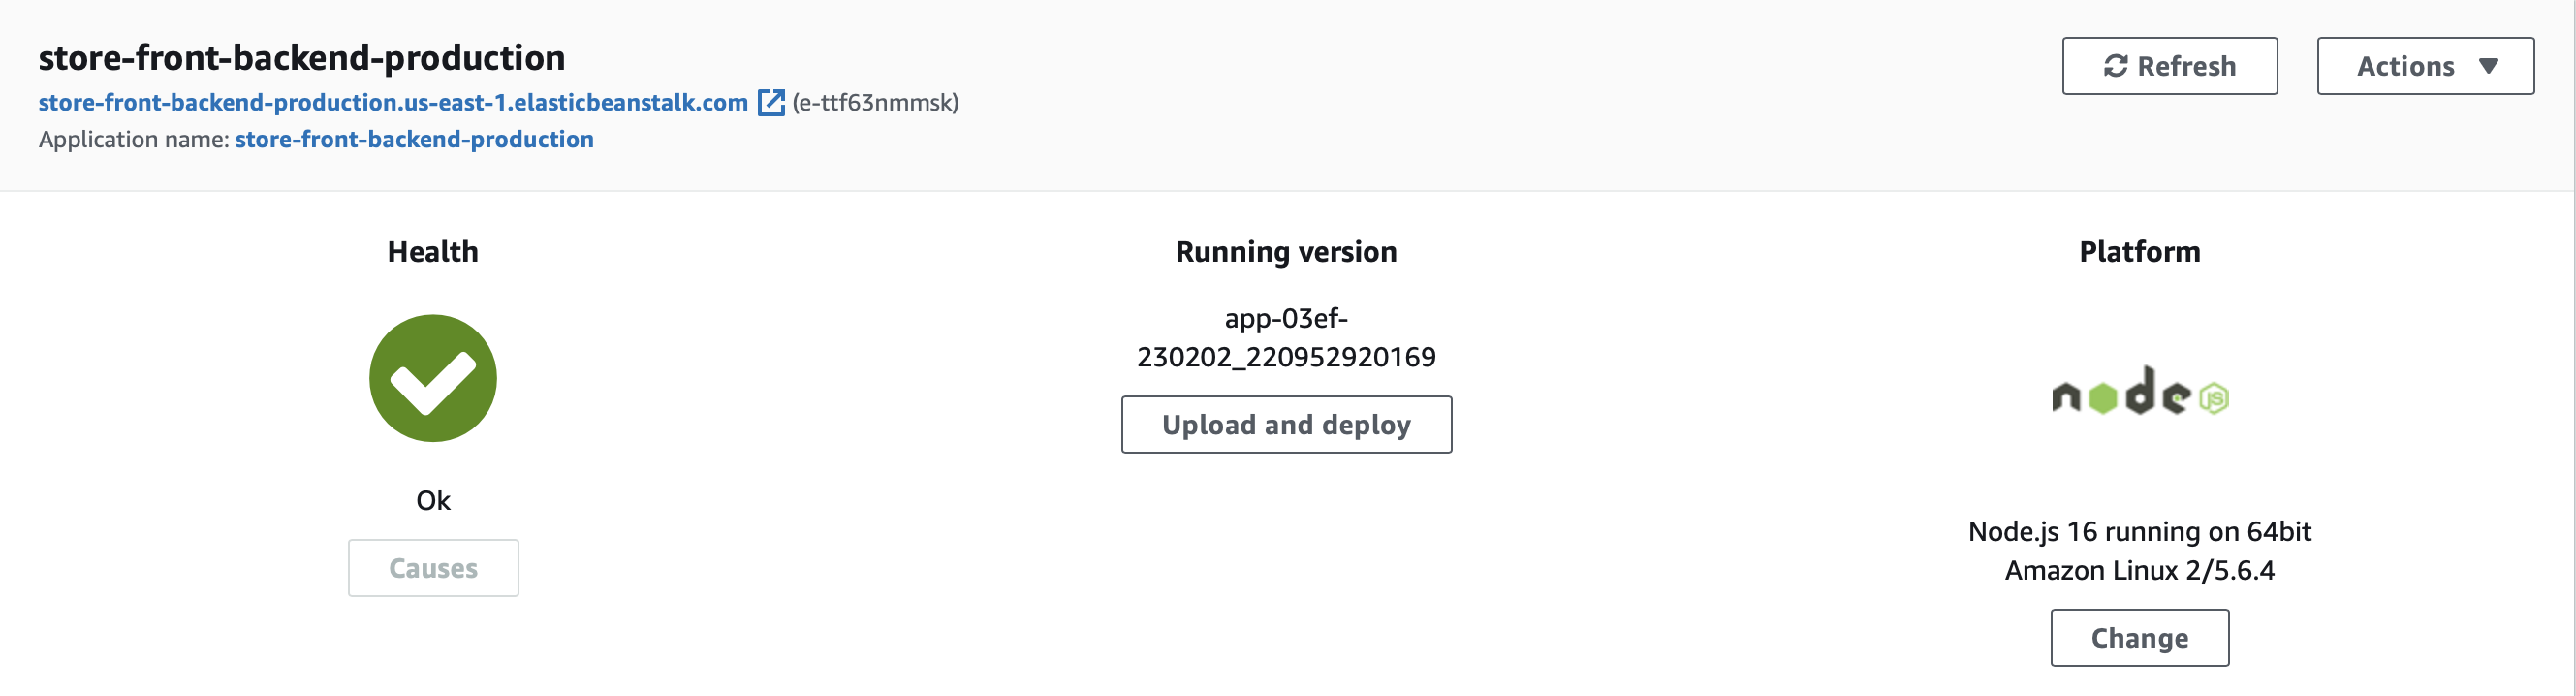 store-front-backend-production
Refresh
Actions
store-front-backend-production.us-east-1.elasticbeanstalk.com (e-ttf63nmmsk)
Application name: store-front-backend-production
Health
Ok
Causes
Running version
app-03ef-
230202_220952920169
Upload and deploy
Platform
node JS
Node.js 16 running on 64bit
Amazon Linux 2/5.6.4
Change